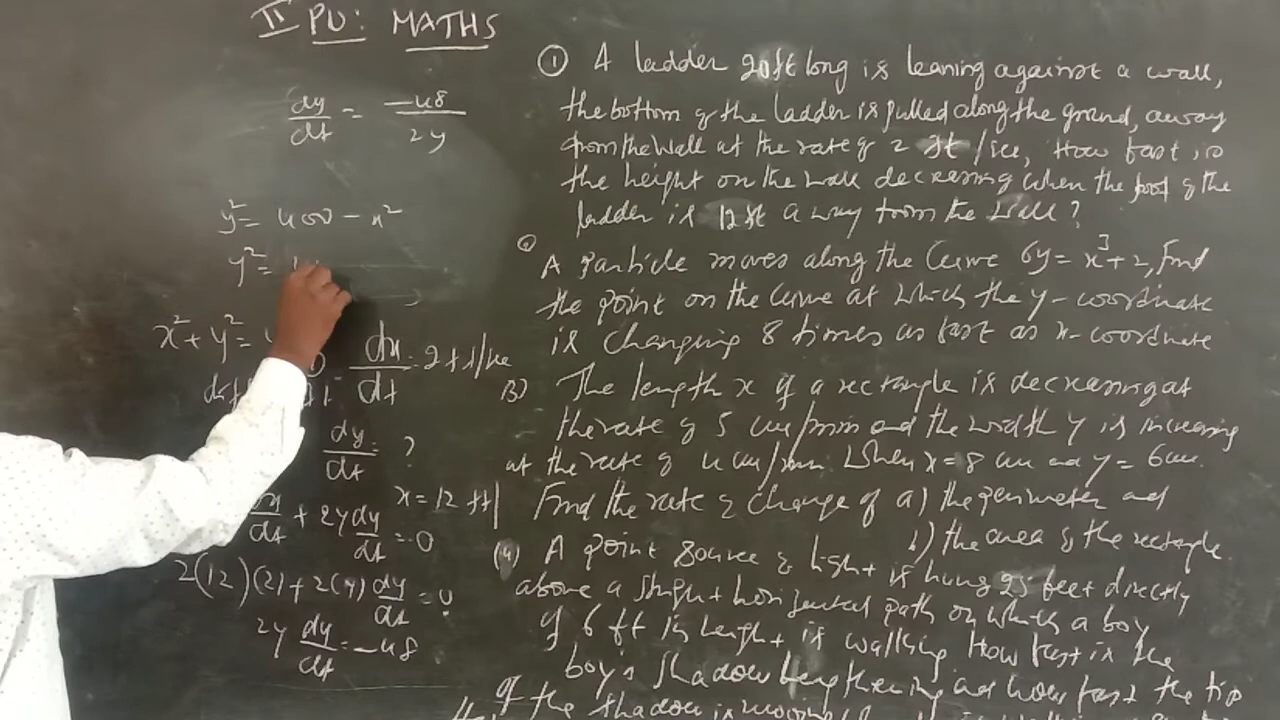 II PU: MATHS
dy/dt = -48/2y
y² = 400 - x²
y² =
x² + y² =
dx/dt = 2ft/sec
dy/dt = ?
x = 12 ft
dx/dt + 2y dy/dt = 0
2(12)(2) + 2(y) dy/dt = 0
2y dy/dt = -48
① A ladder 20ft long is leaning against a wall,
the bottom of the ladder is pulled along the ground, away
from the wall at the rate of 2 ft/sec, How fast is
the height on the wall decreasing when the foot of the
ladder is 12ft away from the wall?
A particle moves along the curve 6y = x³ + 2, Find
the point on the curve at which the y-coordinate
is changing 8 times as fast as x-coordinate
(3) The length x of a rectangle is decreasing at
the rate of 5 cm/min and the width y is increasing
at the rate of 4 cm/min When x = 8 cm and y = 6cm.
Find the rate of change of a) the perimeter and
b) the area of the rectangle.
(4) A point source of light is hung 25 feet directly
above a straight horizontal path on which a boy
of 6 ft in length is walking How fast is the
boy's shadow lengthening and how fast the tip
of the shadow is